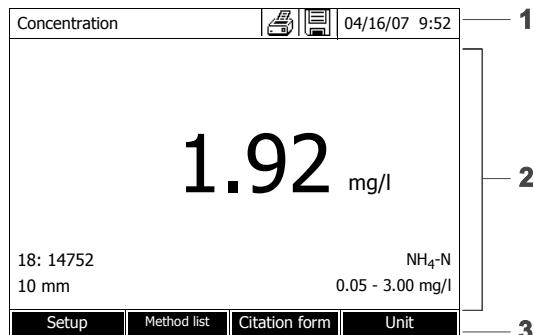 Concentration 04/16/07 9:52 1
1.92 mg/l 2
18: 14752 NH₄-N
10 mm 0.05 - 3.00 mg/l
Setup Method list Citation form Unit 3